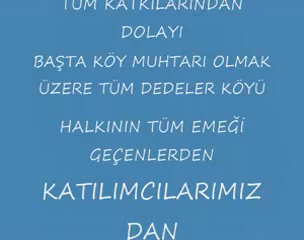 TÜM KATKILARINDAN
DOLAYI
BAŞTA KÖY MUHTARI OLMAK
ÜZERE TÜM DEDELER KÖYÜ
HALKININ TÜM EMEĞİ
GEÇENLERDEN
KATILIMCILARIMIZ
DAN